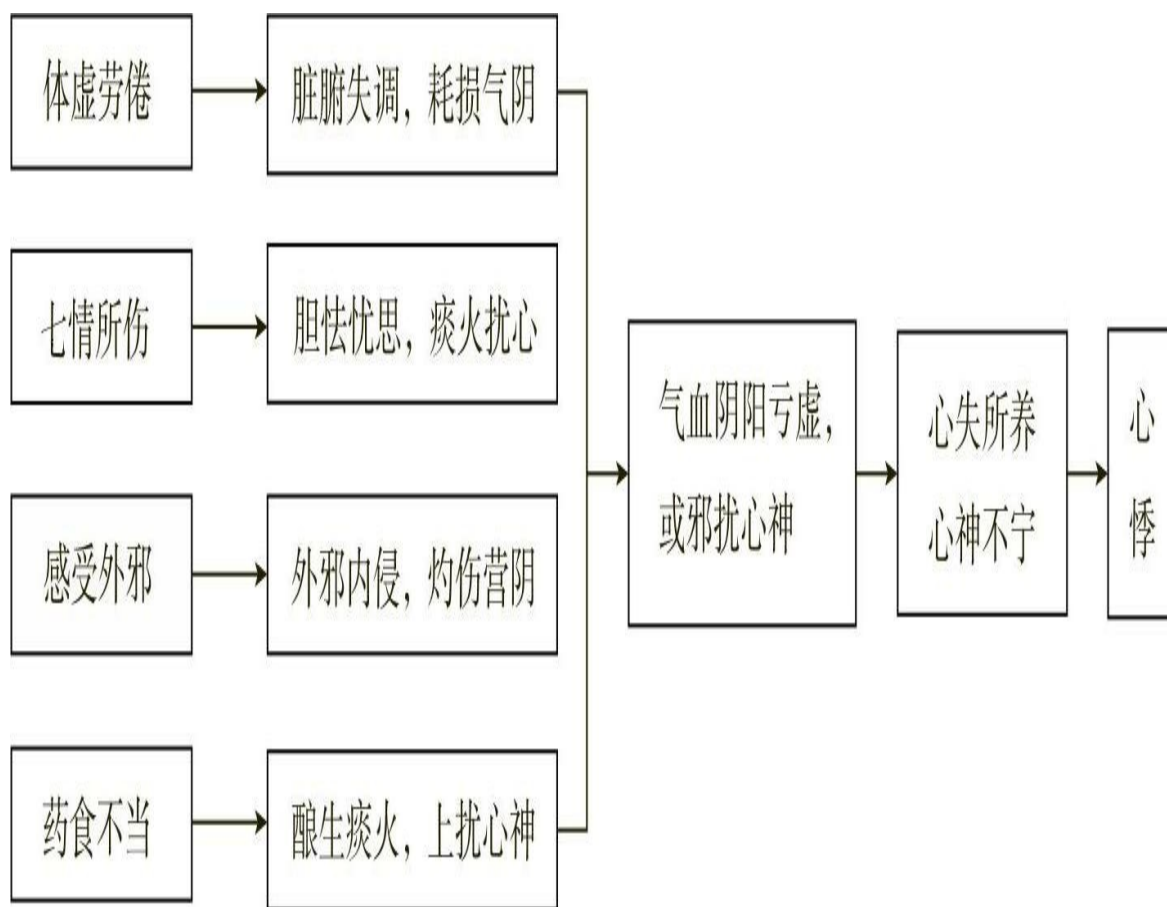 体虚劳倦
脏腑失调，耗损气阴
七情所伤
胆怯忧思，痰火扰心
感受外邪
外邪内侵，灼伤营阴
药食不当
酿生痰火，上扰心神
气血阴阳亏虚，
或邪扰心神
心失所养
心神不宁
心
悸